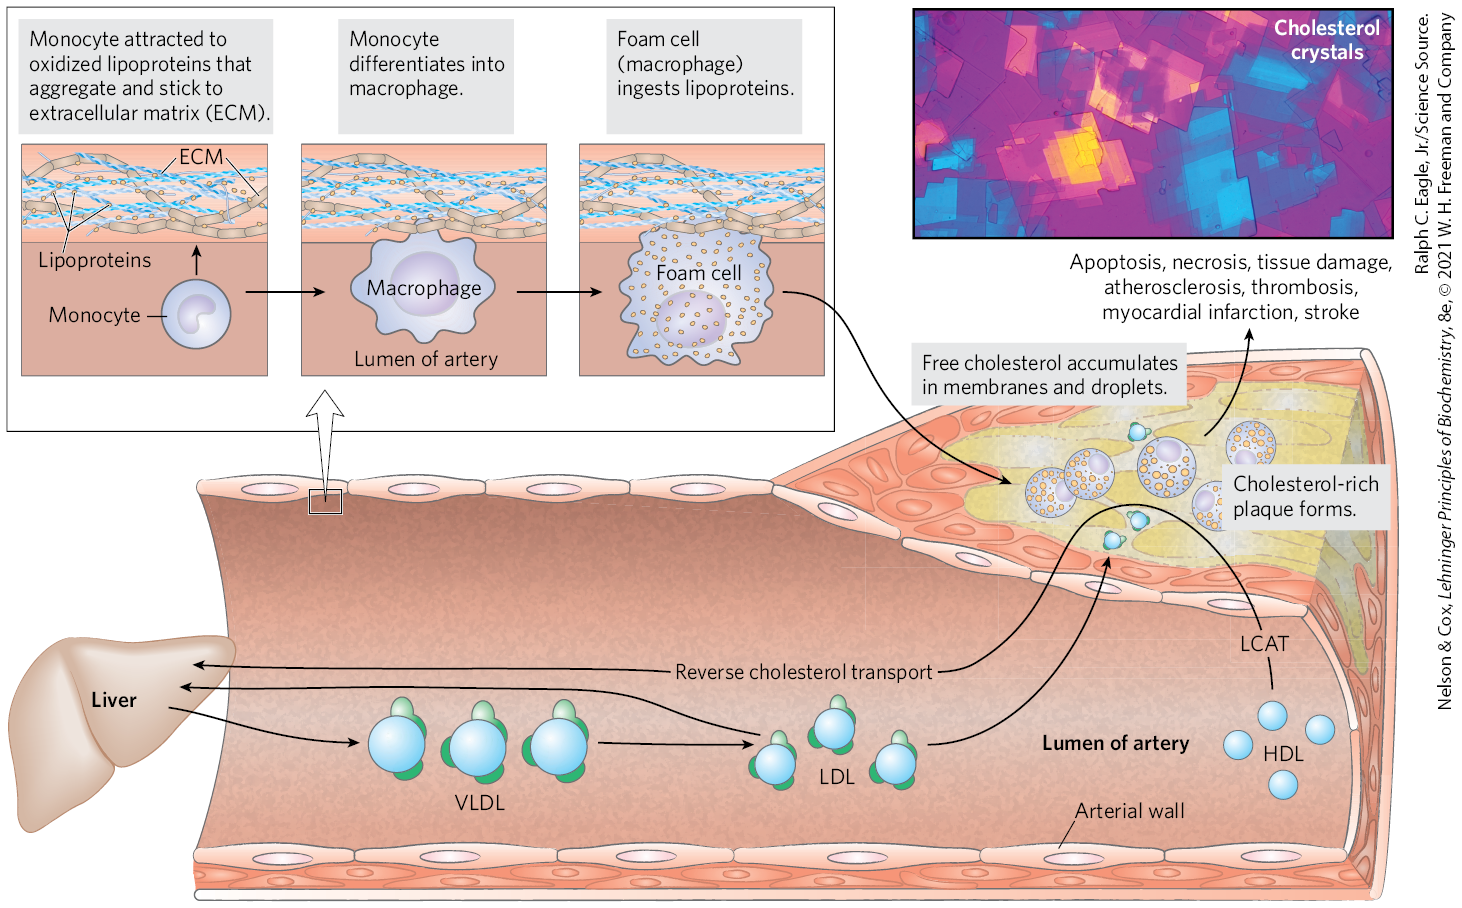 Monocyte attracted to
oxidized lipoproteins that
aggregate and stick to
extracellular matrix (ECM).
Monocyte
differentiates into
macrophage.
Foam cell
(macrophage)
ingests lipoproteins.
Cholesterol
crystals
ECM
Lipoproteins
Monocyte
Macrophage
Lumen of artery
Foam cell
Apoptosis, necrosis, tissue damage,
atherosclerosis, thrombosis,
myocardial infarction, stroke
Free cholesterol accumulates
in membranes and droplets.
Cholesterol-rich
plaque forms.
LCAT
Reverse cholesterol transport
Liver
VLDL
LDL
Lumen of artery
HDL
Arterial wall
Ralph C. Eagle, Jr./Science Source.
Nelson & Cox, Lehninger Principles of Biochemistry, 8e, © 2021 W. H. Freeman and Company